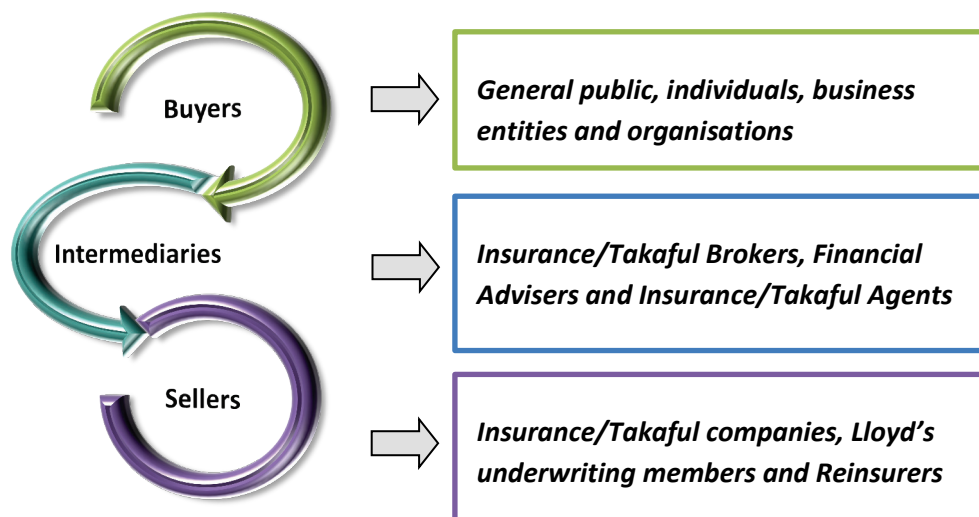 Buyers
General public, individuals, business
entities and organisations
Intermediaries
Insurance/Takaful Brokers, Financial
Advisers and Insurance/Takaful Agents
Sellers
Insurance/Takaful companies, Lloyd’s
underwriting members and Reinsurers